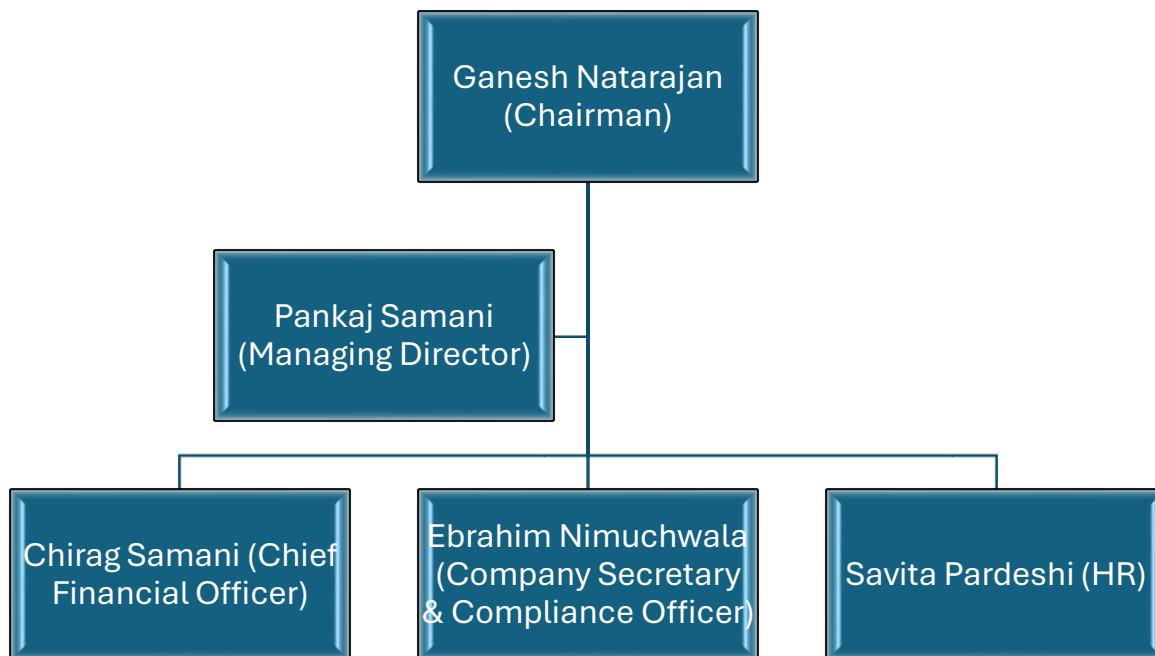 Ganesh Natarajan
(Chairman)
Pankaj Samani
(Managing Director)
Chirag Samani (Chief
Financial Officer)
Ebrahim Nimuchwala
(Company Secretary
& Compliance Officer)
Savita Pardeshi (HR)